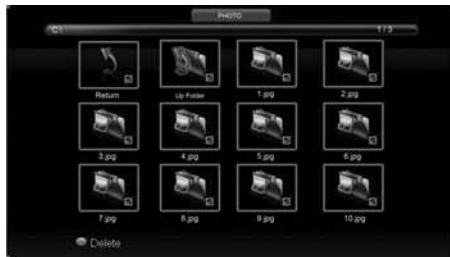 PHOTO
C:\ 1 / 3
Return Up Folder 1.jpg 2.jpg
3.jpg 4.jpg 5.jpg 6.jpg
7.jpg 8.jpg 9.jpg 10.jpg
Delete